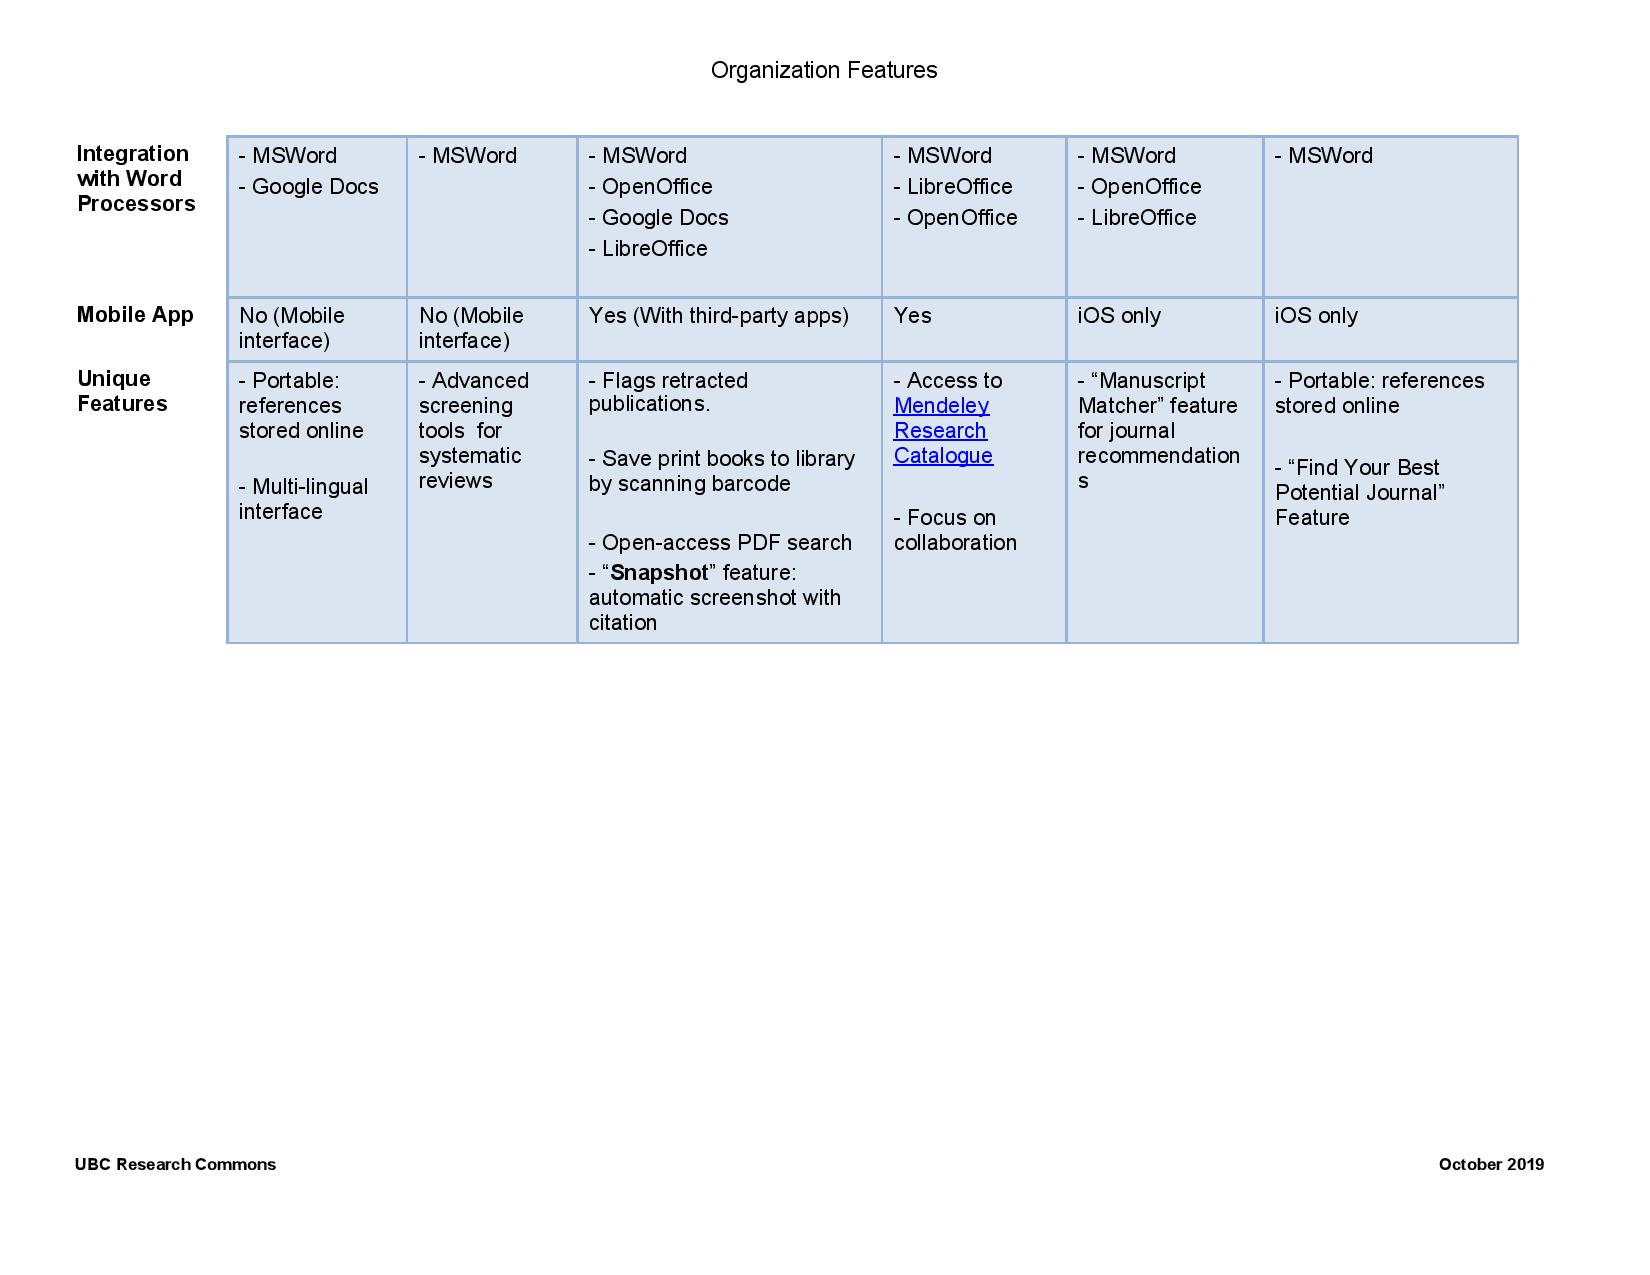 Organization Features
Integration
with Word
Processors
- MSWord
- Google Docs
- MSWord
- MSWord
- OpenOffice
- Google Docs
- LibreOffice
- MSWord
- LibreOffice
- OpenOffice
- MSWord
- OpenOffice
- LibreOffice
- MSWord
Mobile App
No (Mobile
interface)
No (Mobile
interface)
Yes (With third-party apps)
Yes
iOS only
iOS only
Unique
Features
- Portable:
references
stored online
- Multi-lingual
interface
- Advanced
screening
tools  for
systematic
reviews
- Flags retracted
publications.
- Save print books to library
by scanning barcode
- Open-access PDF search
- “Snapshot” feature:
automatic screenshot with
citation
- Access to
Mendeley
Research
Catalogue
- Focus on
collaboration
- “Manuscript
Matcher” feature
for journal
recommendation
s
- Portable: references
stored online
- “Find Your Best
Potential Journal”
Feature
UBC Research Commons
October 2019